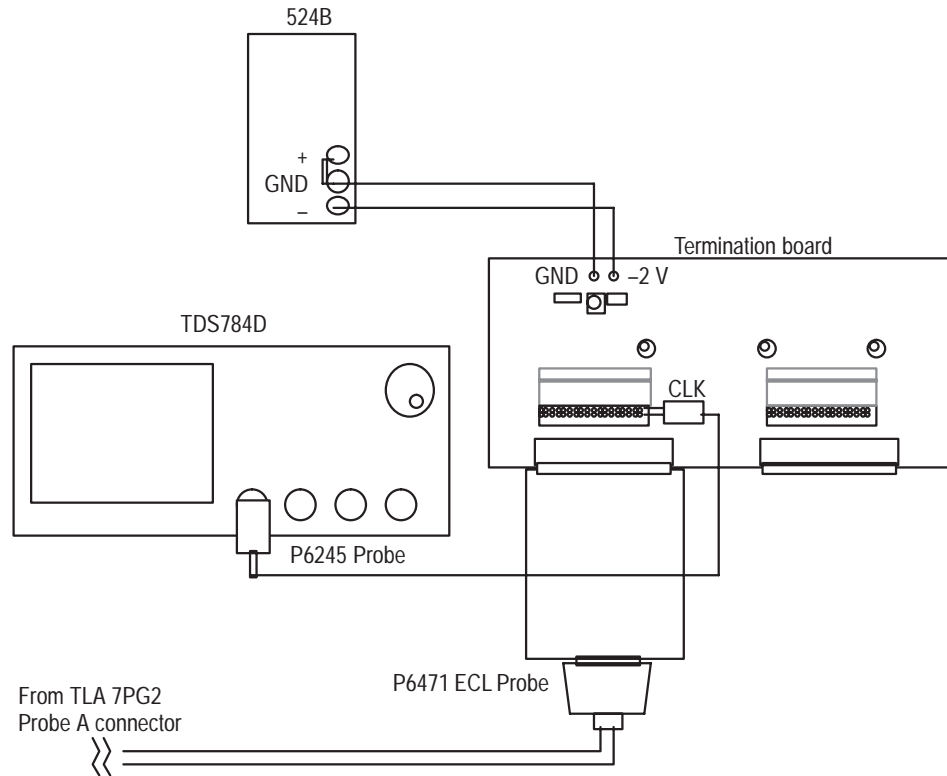 524B
+
GND
–
Termination board
GND
–2 V
TDS784D
CLK
P6245 Probe
P6471 ECL Probe
From TLA 7PG2
Probe A connector